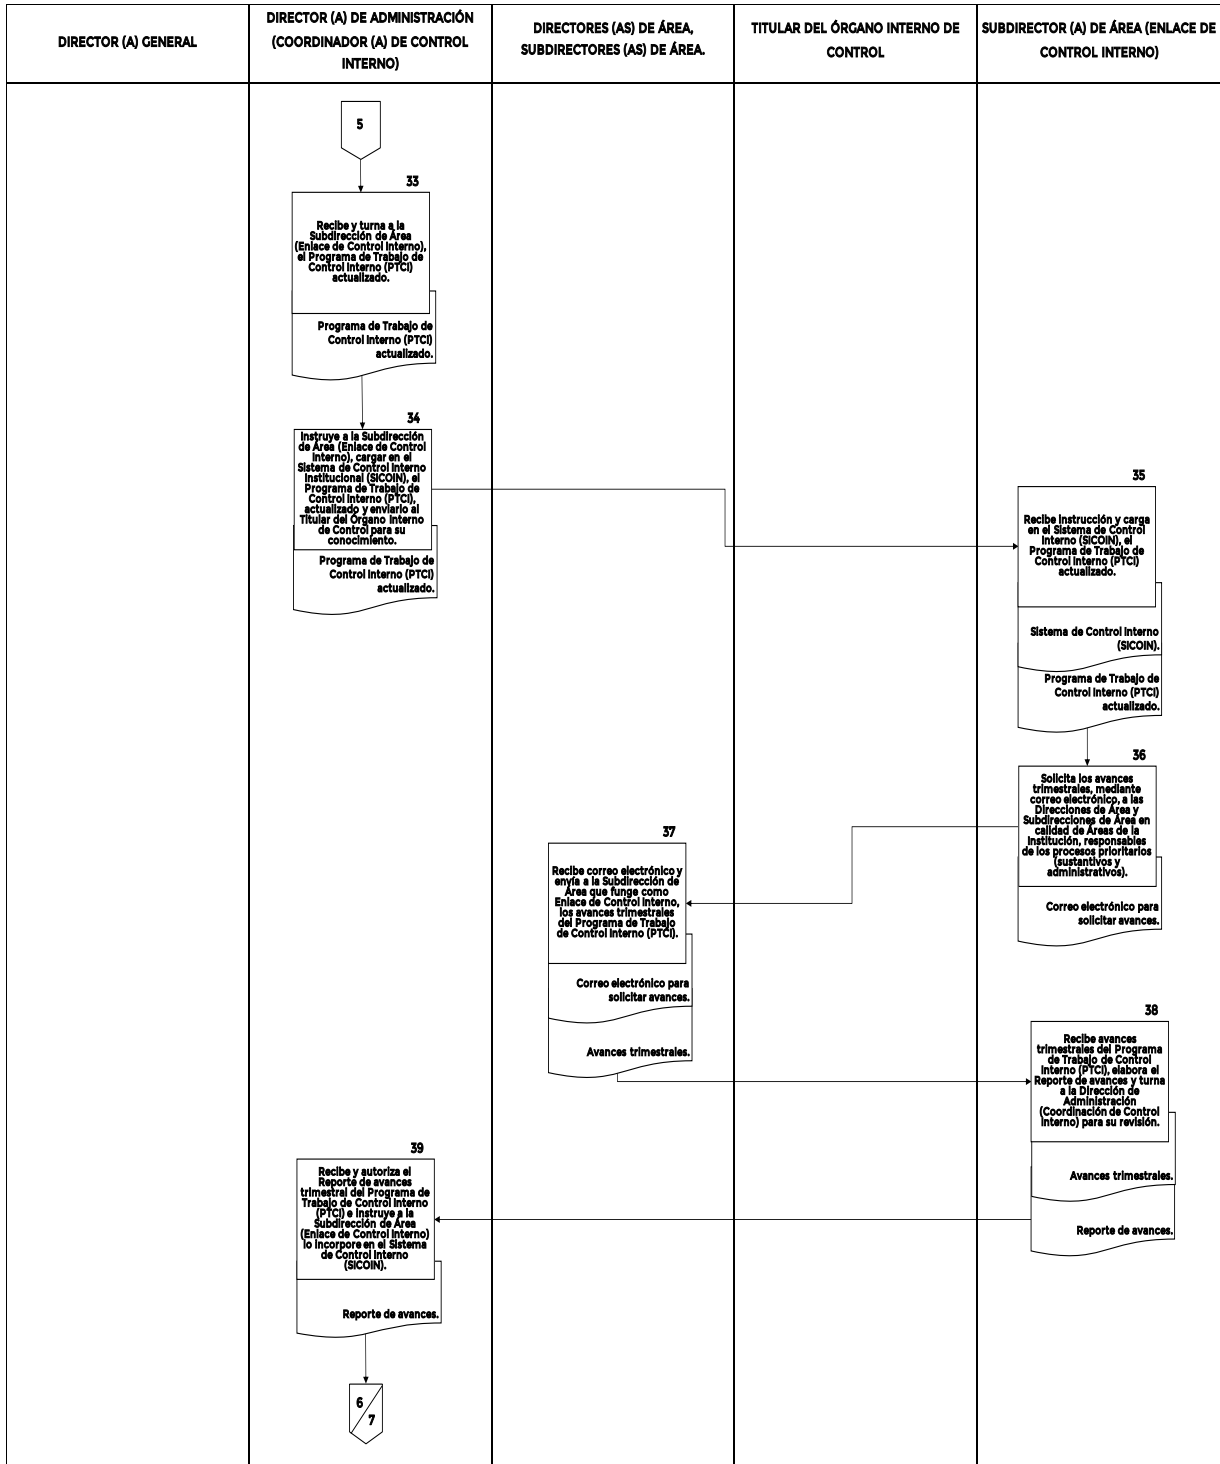 DIRECTOR (A) GENERAL
DIRECTOR (A) DE ADMINISTRACIÓN
(COORDINADOR (A) DE CONTROL
INTERNO)
DIRECTORES (AS) DE ÁREA,
SUBDIRECTORES (AS) DE ÁREA.
TITULAR DEL ÓRGANO INTERNO DE
CONTROL
SUBDIRECTOR (A) DE ÁREA (ENLACE DE
CONTROL INTERNO)
5
33
Recibe y turna a la
Subdirección de Área
(Enlace de Control Interno),
el Programa de Trabajo de
Control Interno (PTCI)
actualizado.
Programa de Trabajo de
Control Interno (PTCI)
actualizado.
34
Instruye a la Subdirección
de Área (Enlace de Control
Interno), cargar en el
Sistema de Control Interno
Institucional (SICOIN), el
Programa de Trabajo de
Control Interno (PTCI),
actualizado y enviarlo al
Titular del Órgano Interno
de Control para su
conocimiento.
Programa de Trabajo de
Control Interno (PTCI)
actualizado.
35
Recibe instrucción y carga
en el Sistema de Control
Interno (SICOIN), el
Programa de Trabajo de
Control Interno (PTCI)
actualizado.
Sistema de Control Interno
(SICOIN).
Programa de Trabajo de
Control Interno (PTCI)
actualizado.
36
Solicita los avances
trimestrales, mediante
correo electrónico, a las
Direcciones de Área y
Subdirecciones de Área en
calidad de Áreas de la
Institución, responsables
de los procesos prioritarios
(sustantivos y
administrativos).
Correo electrónico para
solicitar avances.
37
Recibe correo electrónico y
envía a la Subdirección de
Área que funge como
Enlace de Control Interno,
los avances trimestrales
del Programa de Trabajo
de Control Interno (PTCI).
Correo electrónico para
solicitar avances.
Avances trimestrales.
38
Recibe avances
trimestrales del Programa
de Trabajo de Control
Interno (PTCI), elabora el
Reporte de avances y turna
a la Dirección de
Administración
(Coordinación de Control
Interno) para su revisión.
Avances trimestrales.
Reporte de avances.
39
Recibe y autoriza el
Reporte de avances
trimestral del Programa de
Trabajo de Control Interno
(PTCI) e instruye a la
Subdirección de Área
(Enlace de Control Interno)
lo incorpore en el Sistema
de Control Interno
(SICOIN).
Reporte de avances.
6
7